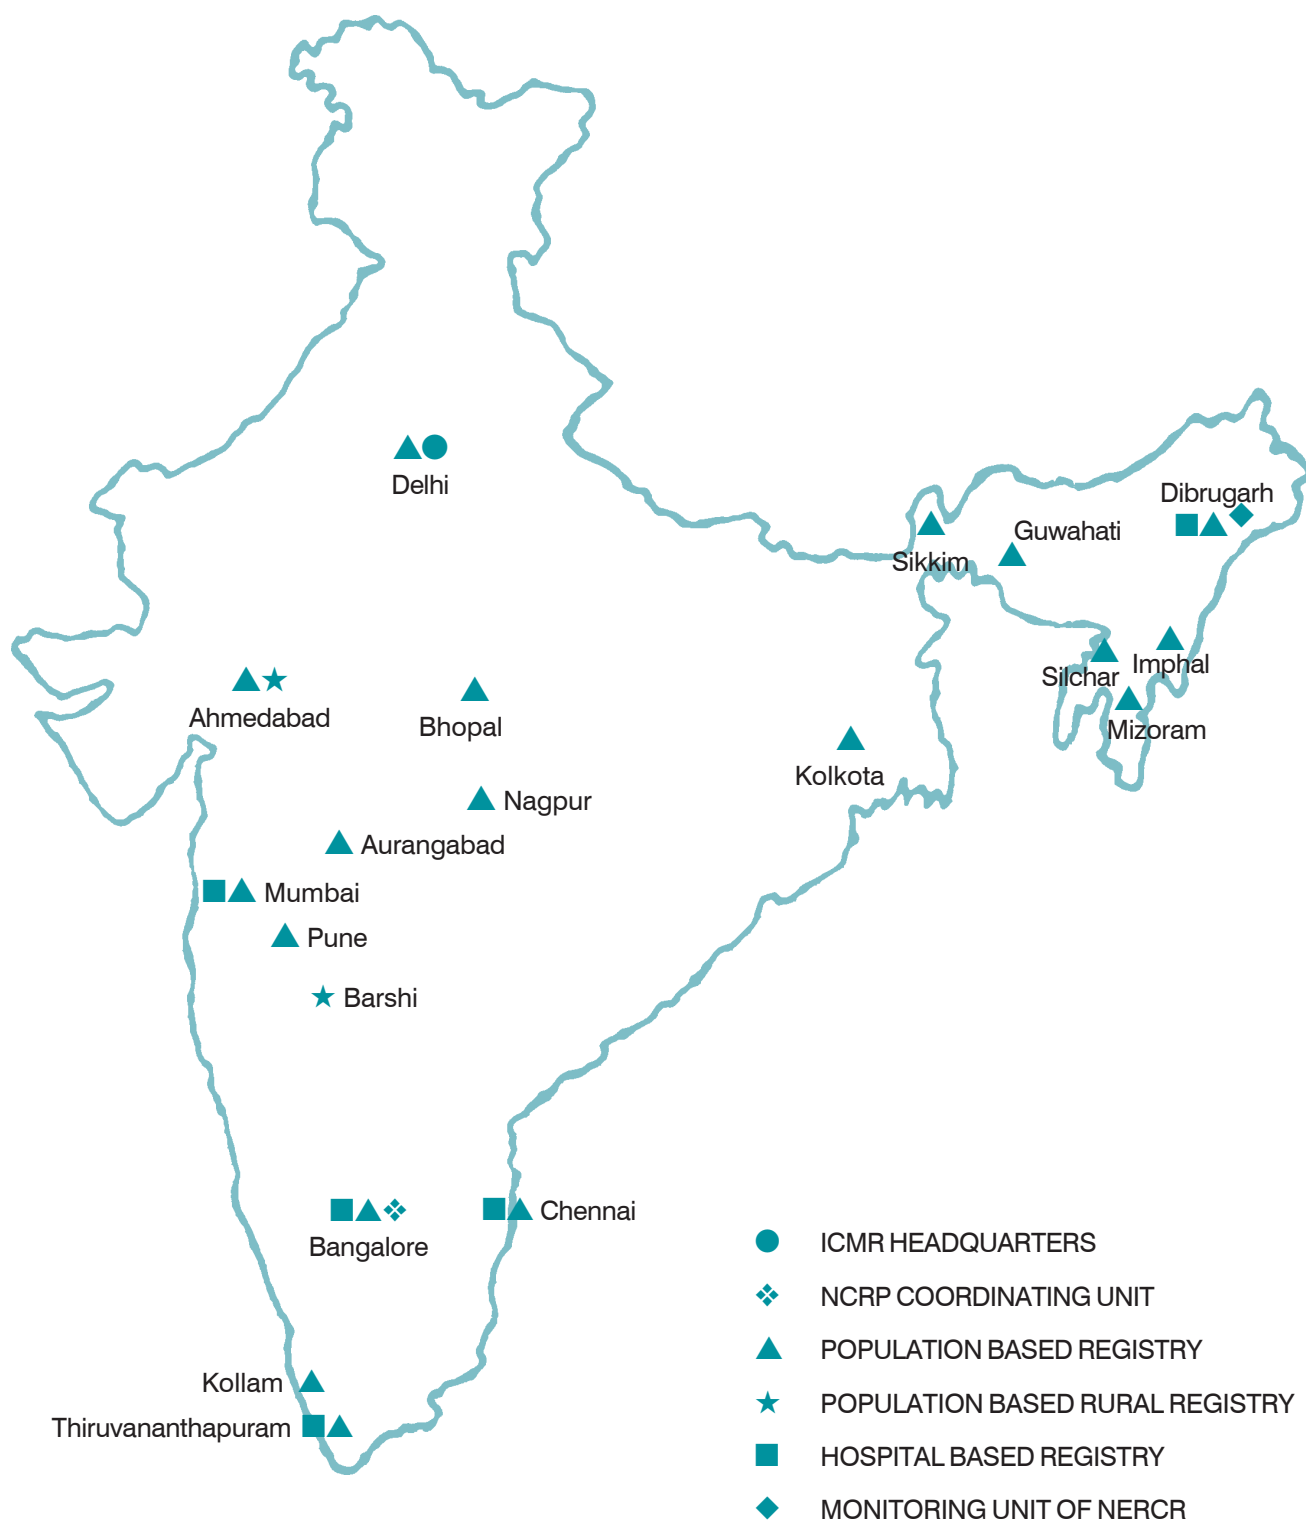 Delhi
Dibrugarh
Guwahati
Sikkim
Silchar
Imphal
Mizoram
Ahmedabad
Bhopal
Kolkota
Nagpur
Aurangabad
Mumbai
Pune
Barshi
Bangalore
Chennai
Kollam
Thiruvananthapuram
ICMR HEADQUARTERS
NCRP COORDINATING UNIT
POPULATION BASED REGISTRY
POPULATION BASED RURAL REGISTRY
HOSPITAL BASED REGISTRY
MONITORING UNIT OF NERCR